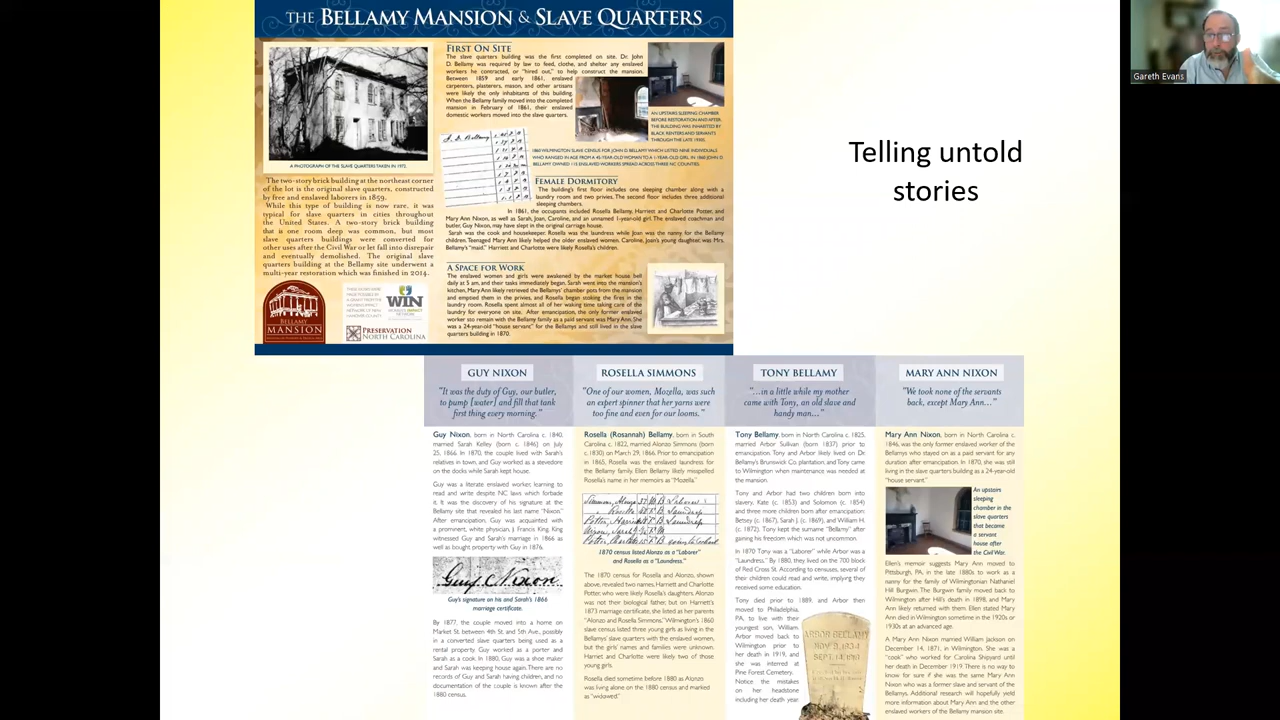 THE BELLAMY MANSION & SLAVE QUARTERS
A PHOTOGRAPH OF THE SLAVE QUARTERS TAKEN IN 1972.
The two-story brick building at the northeast corner
of the lot is the original slave quarters, constructed
by free and enslaved laborers in 1859.
While this type of building is now rare, it was
typical for slave quarters in cities throughout
the United States. A two-story brick building
that is one room deep was common, but most
slave quarters were converted for
other uses after the Civil War or let fall into disrepair
and eventually demolished. The original slave
quarters building at the Bellamy site underwent a
multi-year restoration which was finished in 2014.
BELLAMY
MANSION
WIN
PRESERVATION
NORTH CAROLINA
FIRST ON SITE
The slave quarters building was the first completed on site. Dr. John
D. Bellamy was required by law to feed, clothe, and shelter any enslaved
workers he contracted, or "hired out," to help construct the mansion.
Between 1859 and early 1861, enslaved
carpenters, plasterers, mason, and other artisans
were likely the only inhabitants of this building.
When the Bellamy family moved into the completed
mansion in February of 1861, their enslaved
domestic workers moved into the slave quarters.
AN UPSTAIRS SLEEPING CHAMBER
BEFORE RESTORATION AND AFTER.
THE BUILDING WAS INHABITED BY
BLACK RENTERS AND SERVANTS
THROUGH THE LATE 1930S.
J. D. Bellamy
1860 WILMINGTON SLAVE CENSUS FOR JOHN D. BELLAMY WHICH LISTED NINE INDIVIDUALS
WHO RANGED IN AGE FROM A 45-YEAR-OLD WOMAN TO A 1-YEAR-OLD GIRL. IN 1860 JOHN D.
BELLAMY OWNED 115 ENSLAVED WORKERS SPREAD ACROSS THREE NC COUNTIES.
FEMALE DORMITORY
The building's first floor includes one sleeping chamber along with a
laundry room and two privies. The second floor includes three additional
sleeping chambers.
In 1861, the occupants included Rosella Bellamy, Harriett and Charlotte Potter, and
Mary Ann Nixon, as well as Sarah, Joan, Caroline, and an unnamed 1-year-old girl. The enslaved coachman and
butler, Guy Nixon, may have slept in the original carriage house.
Sarah was the cook and housekeeper. Rosella was the laundress while Joan was the nanny for the Bellamy
children. Teenaged Mary Ann likely helped the older enslaved women. Caroline, Joan's young daughter, was Mrs.
Bellamy's "maid." Harriett and Charlotte were likely Rosella's children.
A SPACE FOR WORK
The enslaved women and girls were awakened by the market house bell
daily at 5 am, and their tasks immediately began. Sarah went into the mansion's
kitchen, Mary Ann likely retrieved the Bellamys' chamber pots from the mansion
and emptied them in the privies, and Rosella began stoking the fires in the
laundry room. Rosella spent almost all of her waking time taking care of the
laundry for everyone on site. After emancipation, the only former enslaved
worker sto remain with the Bellamy family as a paid servant was Mary Ann. She
was a 24-year-old "house servant" for the Bellamys and still lived in the slave
quarters building in 1870.
Telling untold
stories
Gareth Evans
GUY NIXON
"It was the duty of Guy, our butler,
to pump [water] and fill that tank
first thing every morning."
Guy Nixon, born in North Carolina c. 1840,
married Sarah Kelley (born c. 1846) on July
25, 1866. In 1870, the couple lived with Sarah's
relatives in town, and Guy worked as a stevedore
on the docks while Sarah kept house.
Guy was a literate enslaved worker, learning to
read and write despite NC laws which forbade
it. It was the discovery of his signature at the
Bellamy site that revealed his last name "Nixon."
After emancipation, Guy was acquainted with
a prominent, white physician, J. Francis King. King
witnessed Guy and Sarah's marriage in 1866 as
well as bought property with Guy in 1876.
Guy C Nixon
Guy's signature on his and Sarah's 1866
marriage certificate.
By 1877, the couple moved into a home on
Market St. between 4th St. and 5th Ave., possibly
in a converted slave quarters being used as a
rental property. Guy worked as a porter and
Sarah as a cook. In 1880, Guy was a shoe maker
and Sarah was keeping house again. There are no
records of Guy and Sarah having children, and no
documentation of the couple is known after the
1880 census.
ROSELLA SIMMONS
"One of our women, Mozella, was such
an expert spinner that her yarns were
too fine and even for our looms."
Rosella (Rosannah) Bellamy, born in South
Carolina c. 1822, married Alonzo Simmons (born
c.1830) on March 29, 1866. Prior to emancipation
in 1865, Rosella was the enslaved laundress for
the Bellamy family. Ellen Bellamy likely misspelled
Rosella's name in her memoirs as "Mozella."
1870 census listed Alonzo as a "Laborer"
and Rosella as a "Laundress."
The 1870 census for Rosella and Alonzo, shown
above, revealed two names, Harriett and Charlotte
Potter, who were likely Rosella's daughters. Alonzo
was not their biological father, but on Harriett's
1873 marriage certificate, she listed as her parents
"Alonzo and Rosella Simms." Wilmington's 1860
slave census listed three young girls as living in the
Bellamys' slave quarters with the enslaved women,
but the girls' names and families were unknown.
Harriet and Charlotte were likely two of those
young girls.
Rosella died sometime before 1880 as Alonzo
was living alone on the 1880 census and marked
as "widowed."
TONY BELLAMY
"...in a little while my mother
came with Tony, an old slave and
handy man..."
Tony Bellamy, born in North Carolina c. 1825,
married Arbor Sullivan (born 1837) prior to
emancipation. Tony and Arbor likely lived on Dr.
Bellamy's Brunswick Co. plantation, and Tony came
to Wilmington when maintenance was needed at
the mansion.
Tony and Arbor had two children born into
slavery, Kate (c. 1853) and Solomon (c. 1854)
and three more children born after emancipation:
Betsey (c. 1867), Sarah J. (c. 1869), and William H.
(c. 1872). Tony kept the surname "Bellamy" after
gaining his freedom which was not uncommon.
In 1870 Tony was a "Laborer" while Arbor was a
"Laundress." By 1880, they lived on the 700 block
of Red Cross St. According to censuses, several of
their children could read and write, implying they
received some education.
Tony died prior to 1889, and Arbor then
moved to Philadelphia,
PA, to live with their
youngest son, William.
Arbor moved back to
Wilmington prior to
her death in 1919, and
she was interred at
Pine Forest Cemetery.
Notice the mistakes
on her headstone
including her death year.
ARBOR BELLAMY
MARY ANN NIXON
"We took none of the servants
back, except Mary Ann..."
Mary Ann Nixon, born in North Carolina c.
1846, was the only former enslaved worker of the
Bellamys who stayed on as a paid servant for any
duration after emancipation. In 1870, she was still
living in the slave quarters building as a 24-year-old
"house servant."
An upstairs
sleeping
chamber in the
slave quarters
that became
a servant
house after
the Civil War.
Ellen's memoir suggests Mary Ann moved to
Pittsburg, PA, in the late 1880s to work as a
nanny for the family of Wilmingtonian Nathaniel
Hill Burgwin. The Burgwin family moved back to
Wilmington after Hill's death in 1898, and Mary
Ann likely returned with them. Ellen stated Mary
Ann died in Wilmington sometime in the 1920s or
1930s at an advanced age.
A Mary Ann Nixon married William Jackson on
December 14, 1871, in Wilmington. She was a
"cook" who worked for Carolina Shipyard until
her death in December 1919. There is no way to
know for sure if she was the same Mary Ann
Nixon who was a former slave and servant of the
Bellamys. Additional research will hopefully yield
more information about Mary Ann and the other
enslaved workers of the Bellamy mansion site.